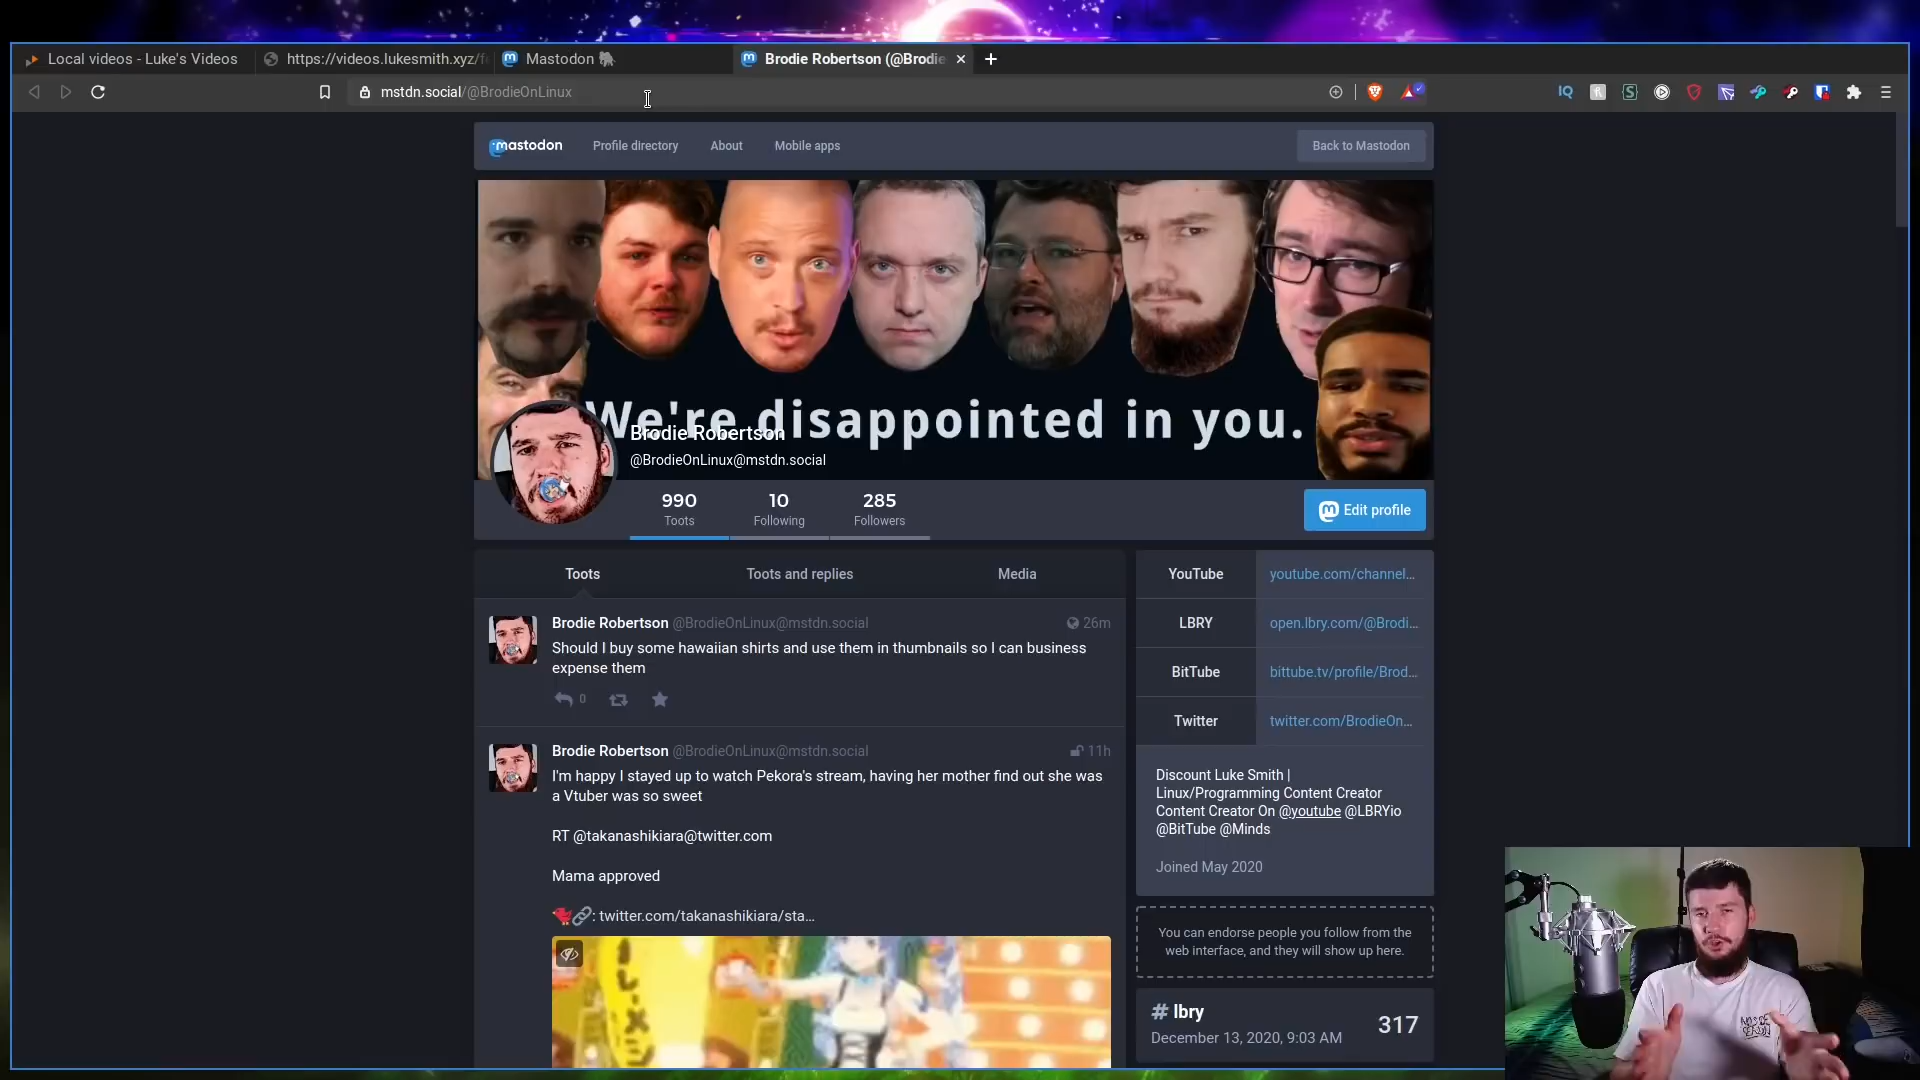 Local videos - Luke's Videos
https://videos.lukesmith.xyz/f
Mastodon
Brodie Robertson (@Brodie
mstdn.social/@BrodieOnLinux
IQ
mastodon
Profile directory
About
Mobile apps
Back to Mastodon
We're disappointed in you.
Brodie Robertson
@BrodieOnLinux@mstdn.social
990
10
285
Toots
Following
Followers
Edit profile
Toots
Toots and replies
Media
Brodie Robertson @BrodieOnLinux@mstdn.social
26m
Should I buy some hawaiian shirts and use them in thumbnails so I can business
expense them
0
Brodie Robertson @BrodieOnLinux@mstdn.social
11h
I'm happy I stayed up to watch Pekora's stream, having her mother find out she was
a Vtuber was so sweet
RT @takanashikiara@twitter.com
Mama approved
: twitter.com/takanashikiara/sta…
YouTube
youtube.com/channel…
LBRY
open.lbry.com/@Brodi…
BitTube
bittube.tv/profile/Brod…
Twitter
twitter.com/BrodieOn…
Discount Luke Smith |
Linux/Programming Content Creator
Content Creator On @youtube @LBRYio
@BitTube @Minds
Joined May 2020
You can endorse people you follow from the
web interface, and they will show up here.
# lbry
December 13, 2020, 9:03 AM
317